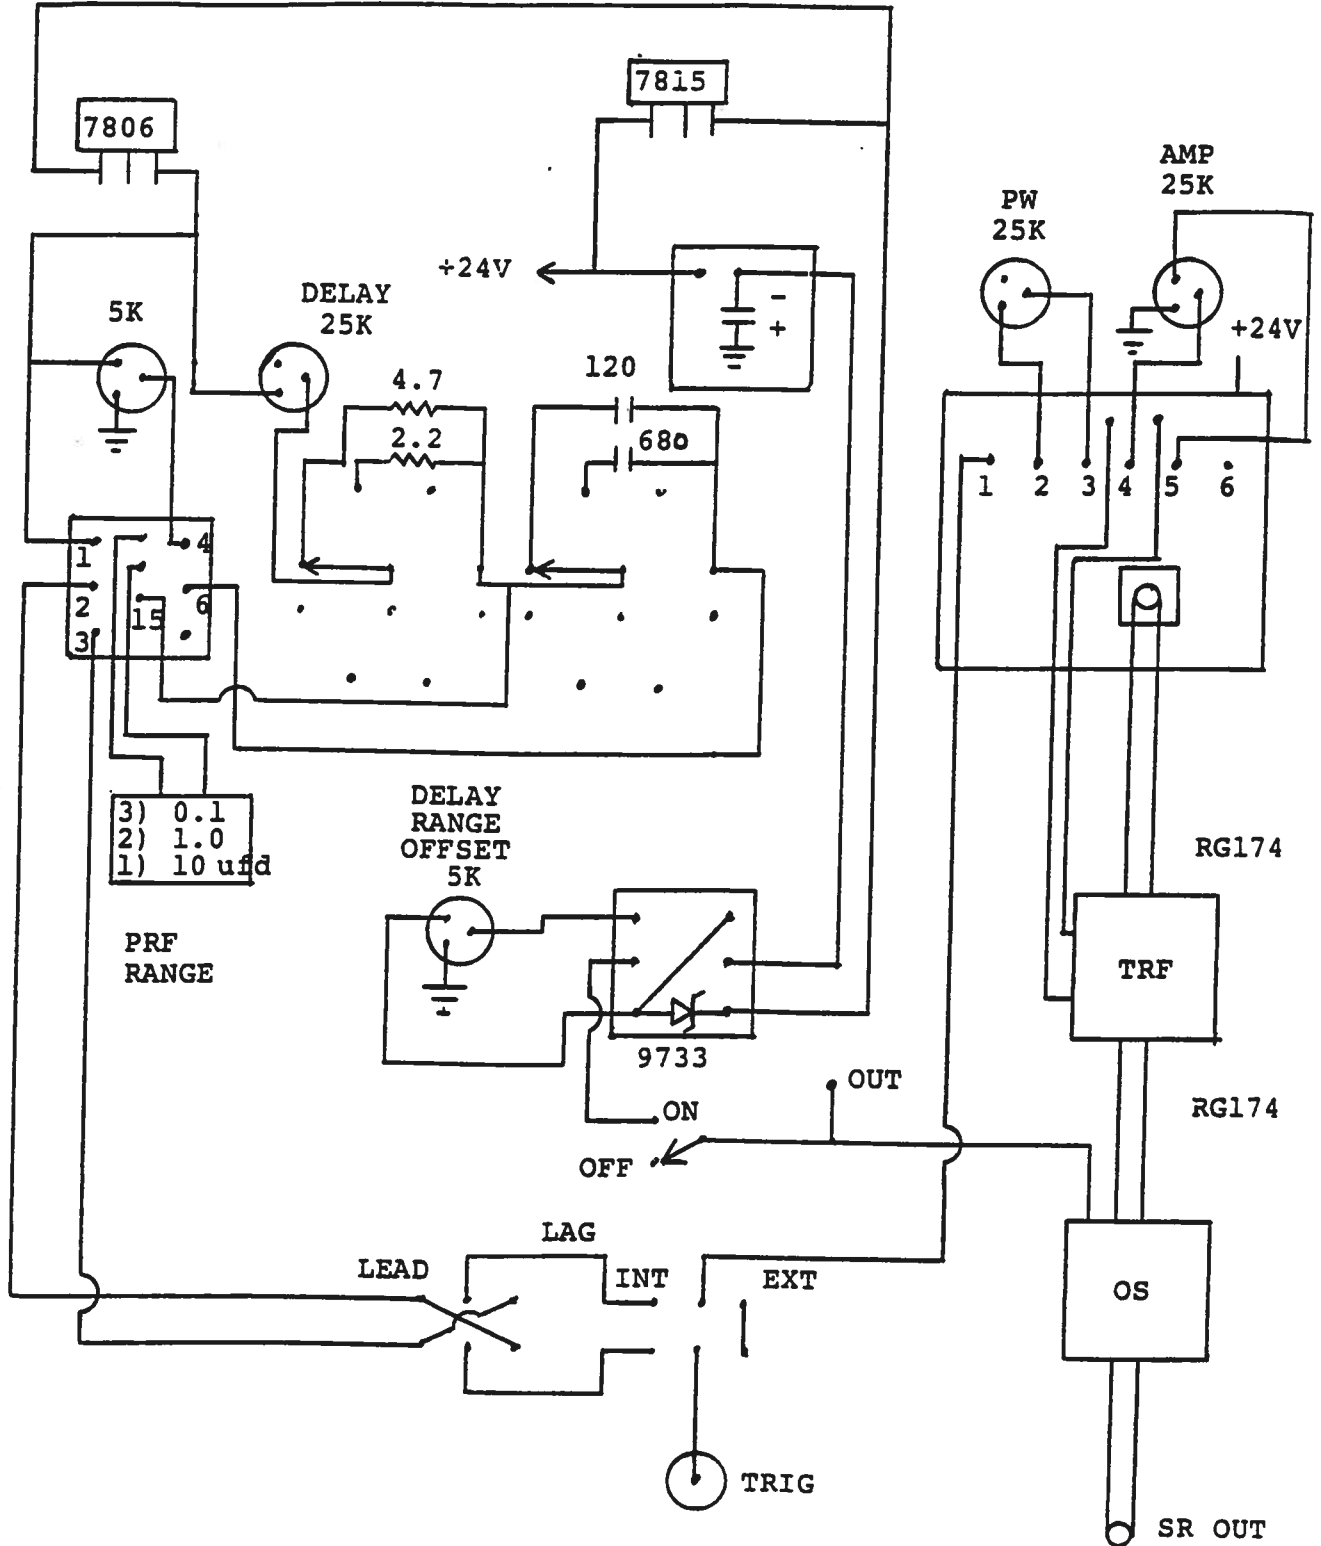 7815
7806
AMP
25K
PW
25K
+24V
÷24V
DELAY
25K
5K
4.7
120
2.2
680
1
2
3
4
5
6
1
4
2
15
6
3
3) 0.1
2) 1.0
1) 10 ufd
PRF
RANGE
DELAY
RANGE
OFFSET
5K
9733
RG174
TRF
RG174
OUT
ON
OFF
LAG
LEAD
INT
EXT
OS
TRIG
SR OUT
-
+